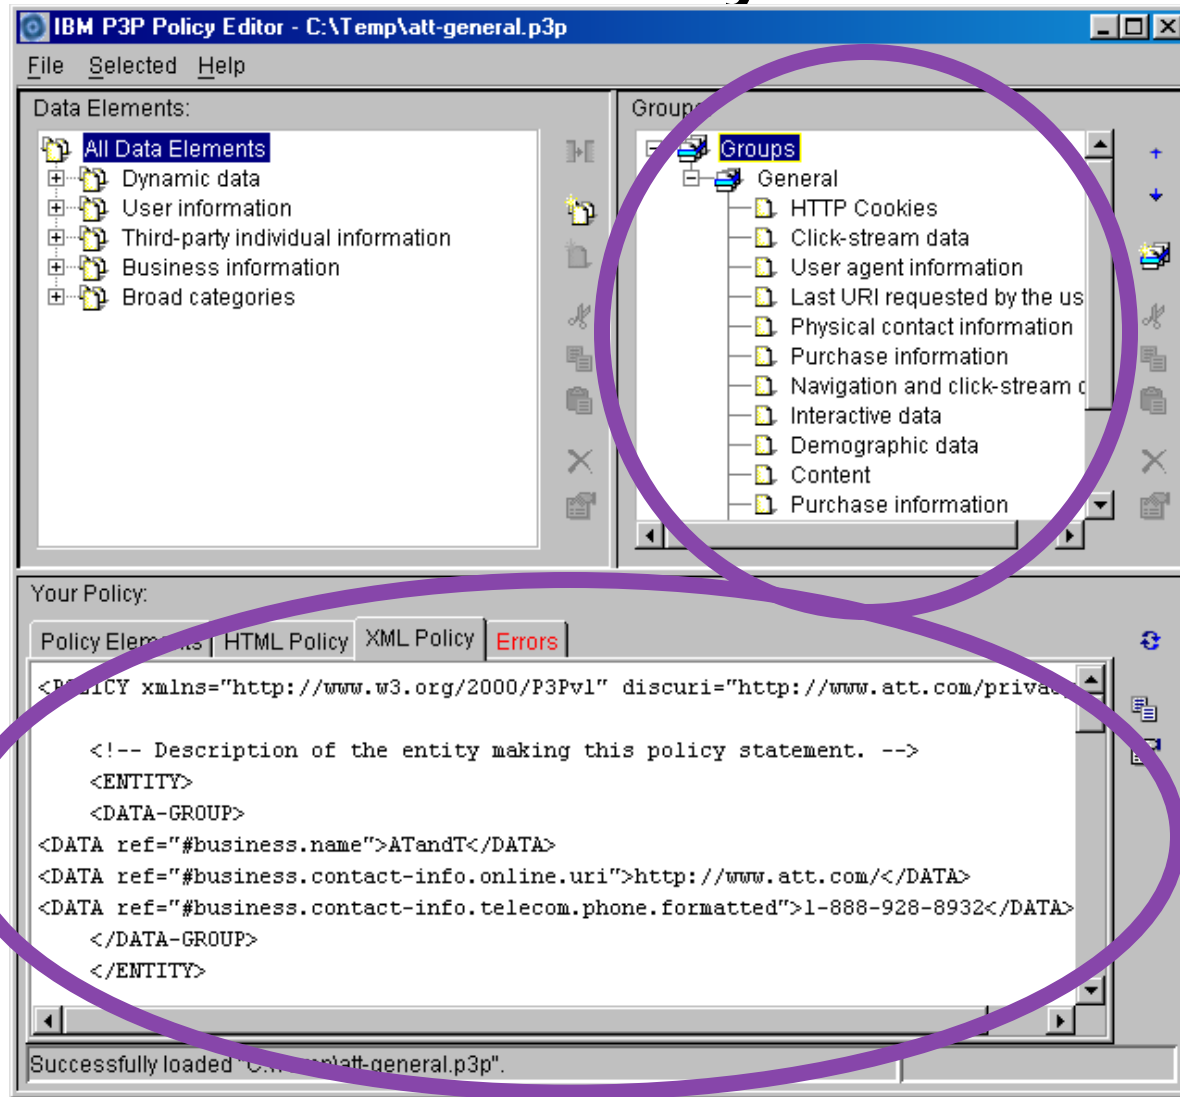 IBM P3P Policy Editor - C:\Temp\att-general.p3p
File Selected Help
Data Elements:
All Data Elements
Dynamic data
User information
Third-party individual information
Business information
Broad categories
Groups
Groups
General
HTTP Cookies
Click-stream data
User agent information
Last URI requested by the us
Physical contact information
Purchase information
Navigation and click-stream
Interactive data
Demographic data
Content
Purchase information
Your Policy:
Policy Elements HTML Policy XML Policy Errors
<POLICY xmlns="http://www.w3.org/2000/P3Pv1" discuri="http://www.att.com/privacy
<!-- Description of the entity making this policy statement. -->
<ENTITY>
<DATA-GROUP>
<DATA ref="#business.name">ATandT</DATA>
<DATA ref="#business.contact-info.online.uri">http://www.att.com/</DATA>
<DATA ref="#business.contact-info.telecom.phone.formatted">1-888-928-8932</DATA>
</DATA-GROUP>
</ENTITY>
Successfully loaded "C:\Temp\att-general.p3p".